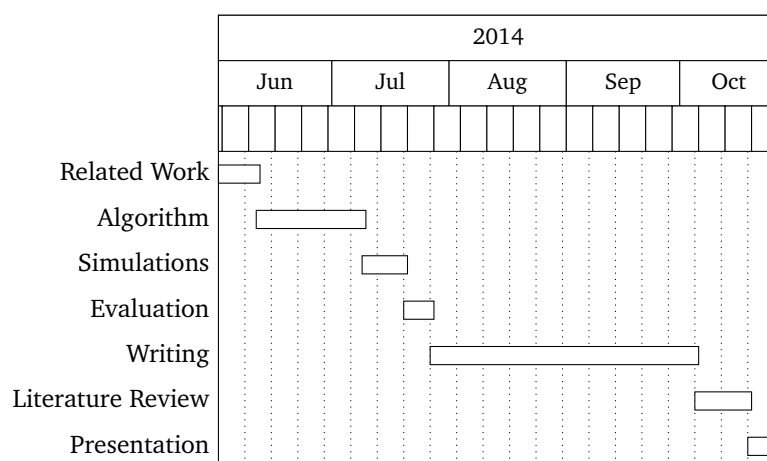 2014
Jun Jul Aug Sep Oct
Related Work
Algorithm
Simulations
Evaluation
Writing
Literature Review
Presentation